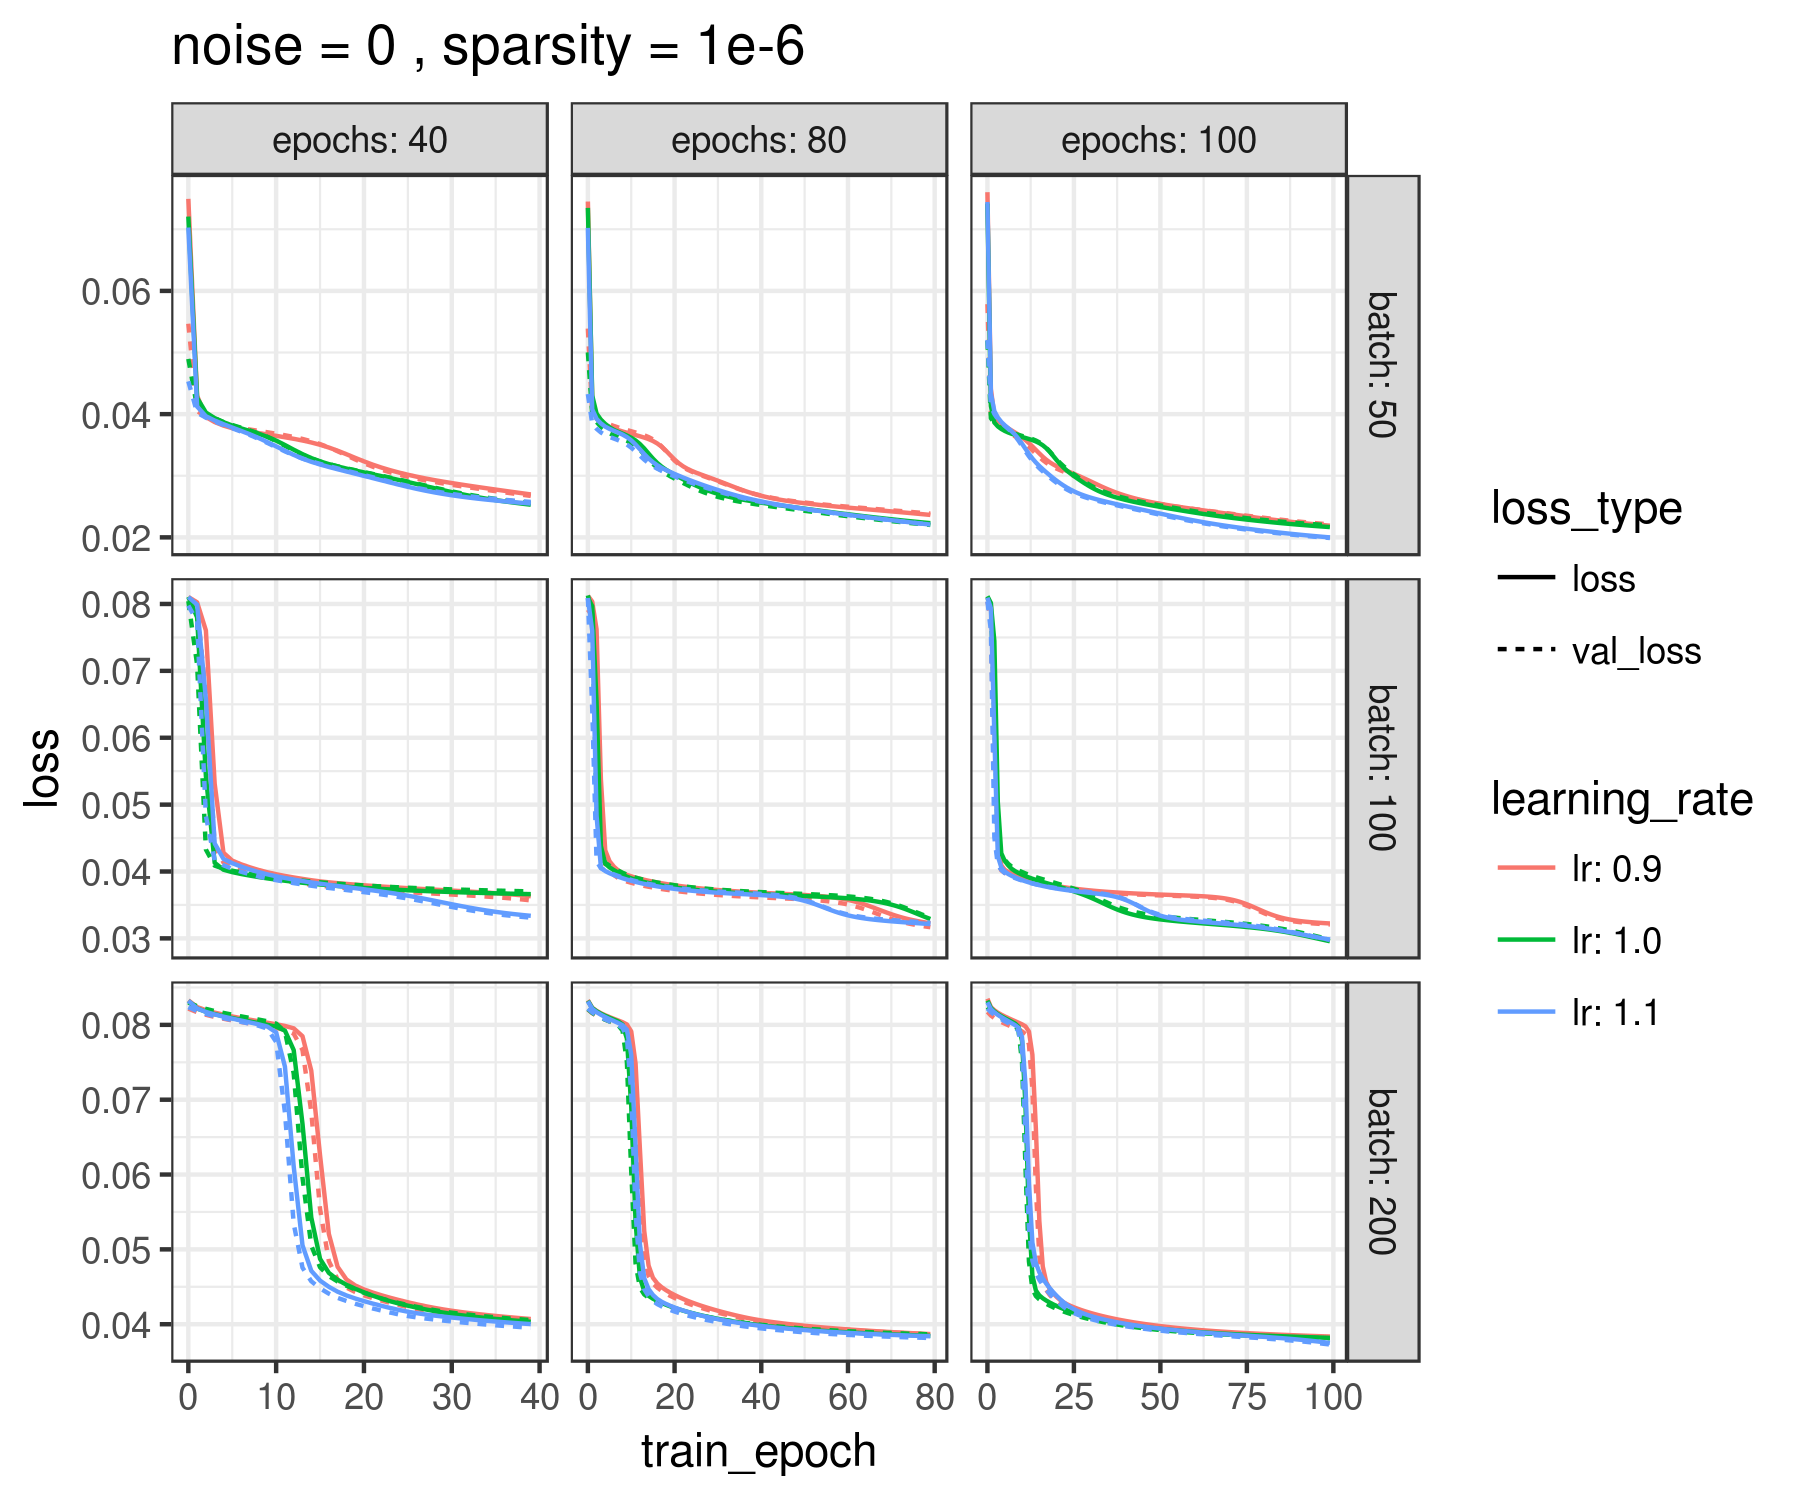 noise = 0 , sparsity = 1e-6
epochs: 40
epochs: 80
epochs: 100
0.06
0.04
0.02
batch: 50
0.08
0.07
0.06
0.05
0.04
0.03
batch: 100
0.08
0.07
0.06
0.05
0.04
batch: 200
0 10 20 30 40
0 20 40 60 80
0 25 50 75 100
train_epoch
loss
loss_type
loss
val_loss
learning_rate
lr: 0.9
lr: 1.0
lr: 1.1